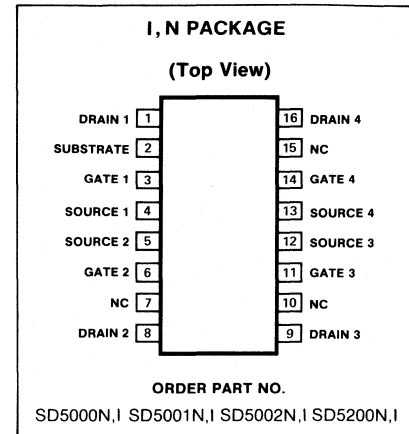 I, N PACKAGE
(Top View)
DRAIN 1 1 16 DRAIN 4
SUBSTRATE 2 15 NC
GATE 1 3 14 GATE 4
SOURCE 1 4 13 SOURCE 4
SOURCE 2 5 12 SOURCE 3
GATE 2 6 11 GATE 3
NC 7 10 NC
DRAIN 2 8 9 DRAIN 3
ORDER PART NO.
SD5000N,I SD5001N,I SD5002N,I SD5200N,I